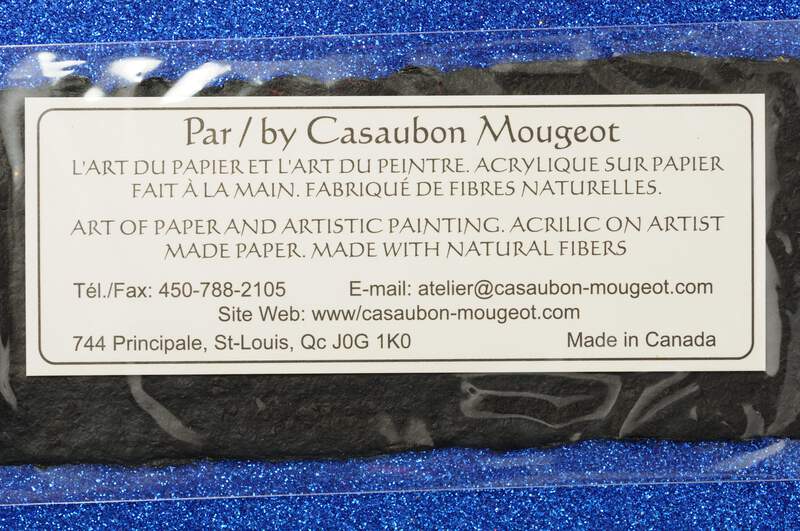 Par / by Casaubon Mougeot
L'ART DU PAPIER ET L'ART DU PEINTRE. ACRYLIQUE SUR PAPIER
FAIT À LA MAIN. FABRIQUÉ DE FIBRES NATURELLES.
ART OF PAPER AND ARTISTIC PAINTING. ACRILIC ON ARTIST
MADE PAPER. MADE WITH NATURAL FIBERS
Tél./Fax: 450-788-2105 E-mail: atelier@casaubon-mougeot.com
Site Web: www/casaubon-mougeot.com
744 Principale, St-Louis, Qc J0G 1K0 Made in Canada